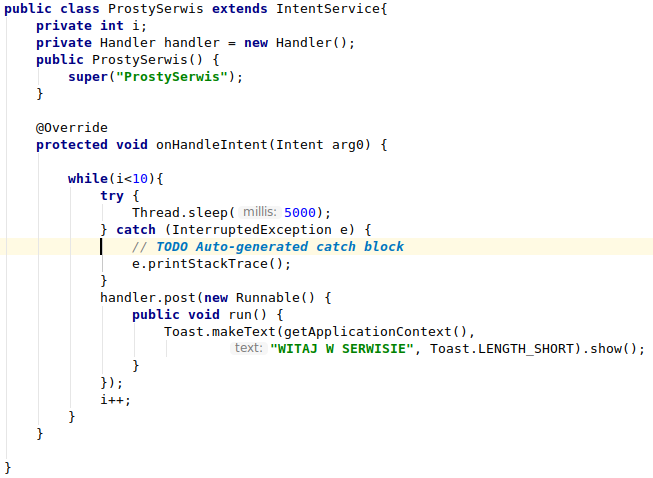 public class ProstySerwis extends IntentService{
    private int i;
    private Handler handler = new Handler();
    public ProstySerwis() {
        super("ProstySerwis");
    }

    @Override
    protected void onHandleIntent(Intent arg0) {

        while(i<10){
            try {
                Thread.sleep( millis: 5000);
            } catch (InterruptedException e) {
                // TODO Auto-generated catch block
                e.printStackTrace();
            }
            handler.post(new Runnable() {
                public void run() {
                    Toast.makeText(getApplicationContext(),
                            text: "WITAJ W SERWISIE", Toast.LENGTH_SHORT).show();
                }
            });
            i++;
        }
    }

}